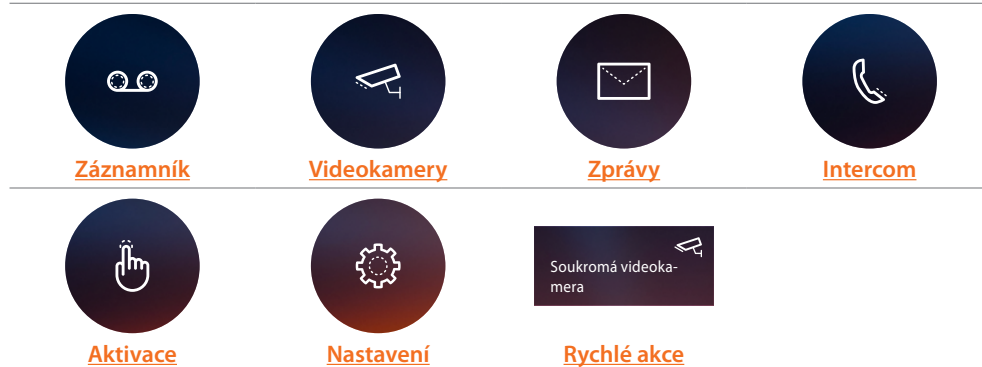 Záznamník
Videokamery
Zprávy
Intercom
Soukromá videoka-
mera
Aktivace
Nastavení
Rychlé akce